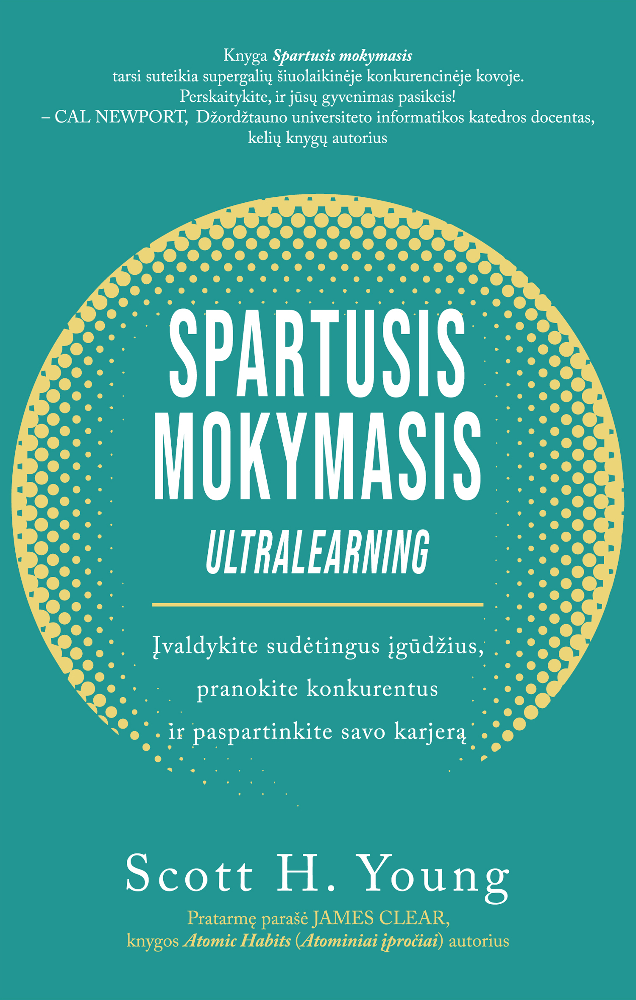 Knyga Spartusis mokymasis
tarsi suteikia supergalių šiuolaikinėje konkurencinėje kovoje.
Perskaitykite, ir jūsų gyvenimas pasikeis!
– CAL NEWPORT, Džordžtauno universiteto informatikos katedros docentas,
kelių knygų autorius
SPARTUSIS
MOKYMASIS
ULTRALEARNING
Įvaldykite sudėtingus įgūdžius,
pranokite konkurentus
ir paspartinkite savo karjerą
Scott H. Young
Pratarmę parašė JAMES CLEAR,
knygos Atomic Habits (Atominiai įpročiai) autorius